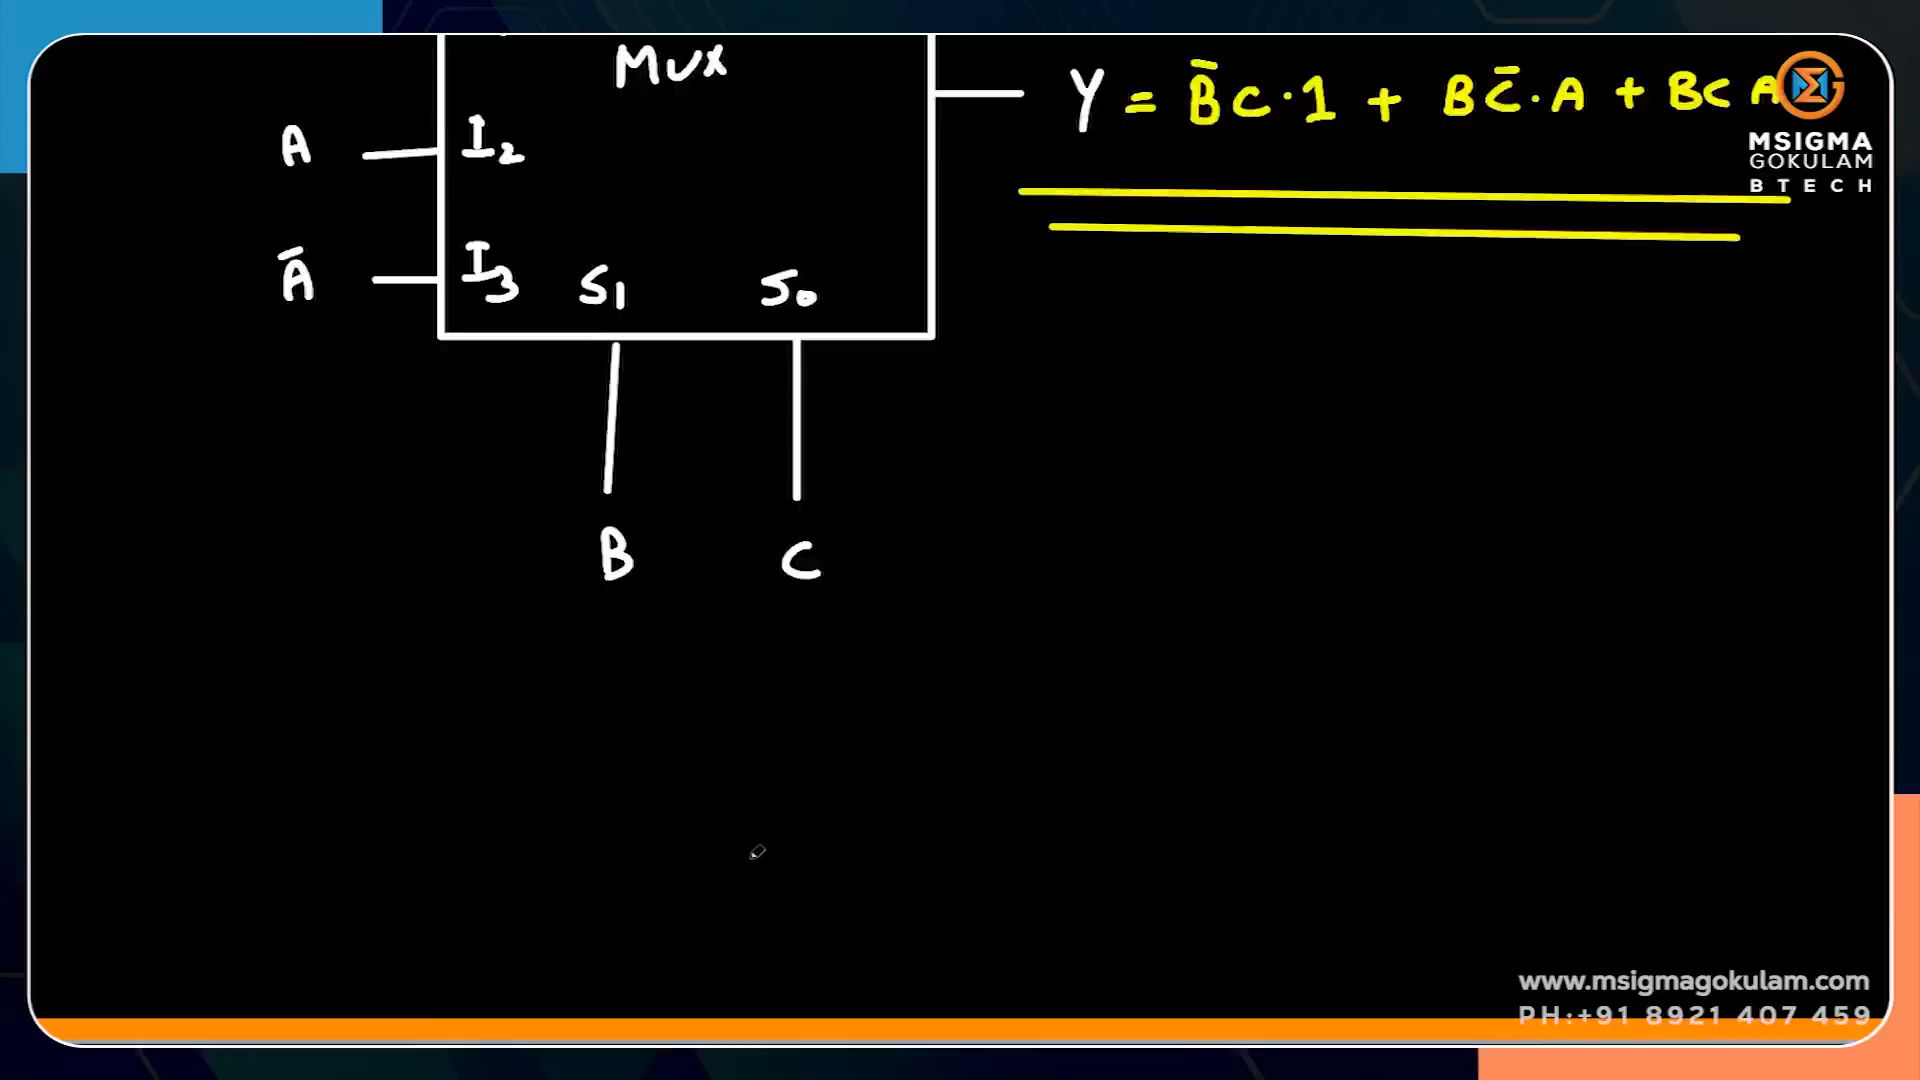 Mux
Y = B̄C·1 + BC̄·A + BC A
A I₂
Ā I₃ S₁ S₀
B C
MSIGMA
GOKULAM
BTECH
www.msigmagokulam.com
PH:+91 8921 407 459